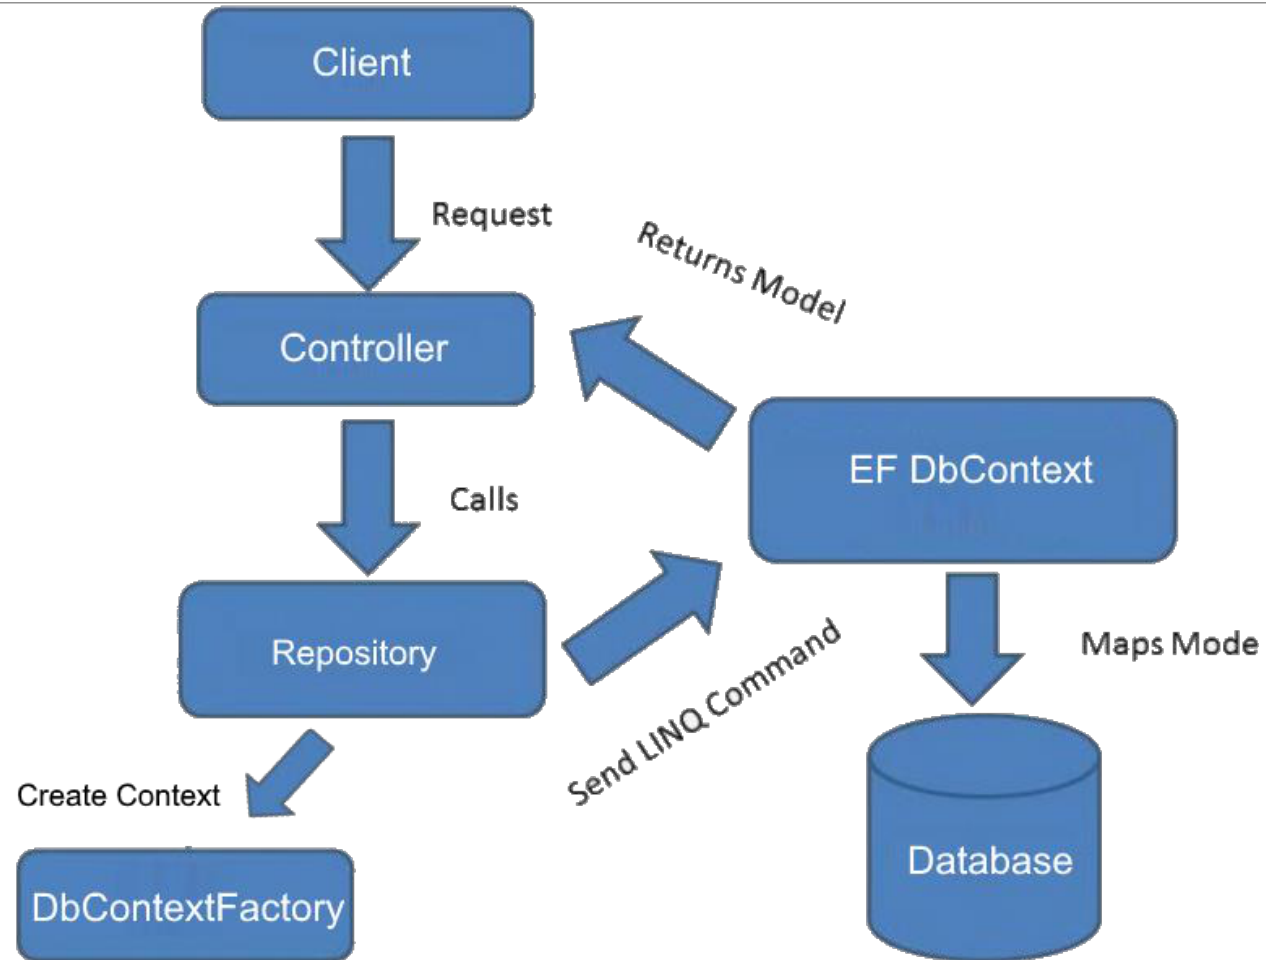 Client
Request
Returns Model
Controller
Calls
EF DbContext
Repository
Send LINQ Command
Maps Mode
Create Context
DbContextFactory
Database